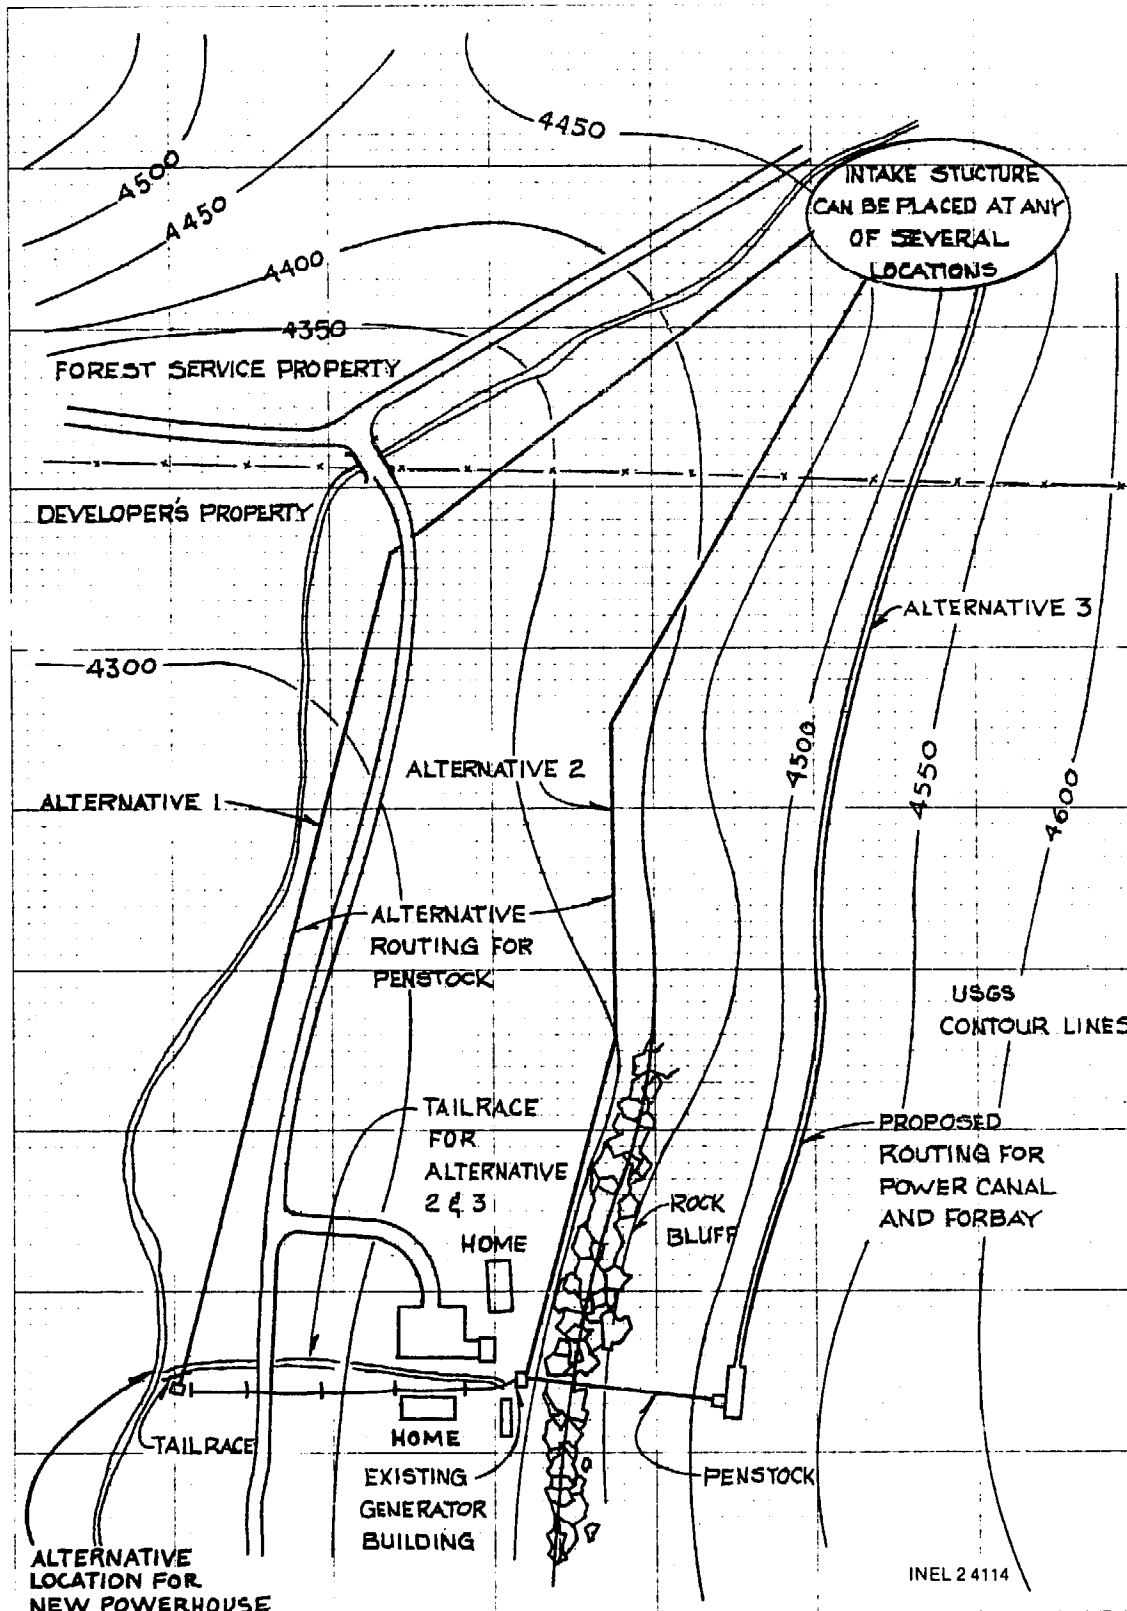 4450
4500
4450
4400
4350
INTAKE STUCTURE
CAN BE PLACED AT ANY
OF SEVERAL
LOCATIONS
FOREST SERVICE PROPERTY
DEVELOPER'S PROPERTY
ALTERNATIVE 3
4300
ALTERNATIVE 2
ALTERNATIVE 1
4500
4550
4600
ALTERNATIVE
ROUTING FOR
PENSTOCK
USGS
CONTOUR LINES
TAILRACE
FOR
ALTERNATIVE
2 & 3
HOME
ROCK
BLUFF
PROPOSED
ROUTING FOR
POWER CANAL
AND FORBAY
TAILRACE
HOME
EXISTING
GENERATOR
BUILDING
PENSTOCK
ALTERNATIVE
LOCATION FOR
NEW POWERHOUSE
INEL 2 4114